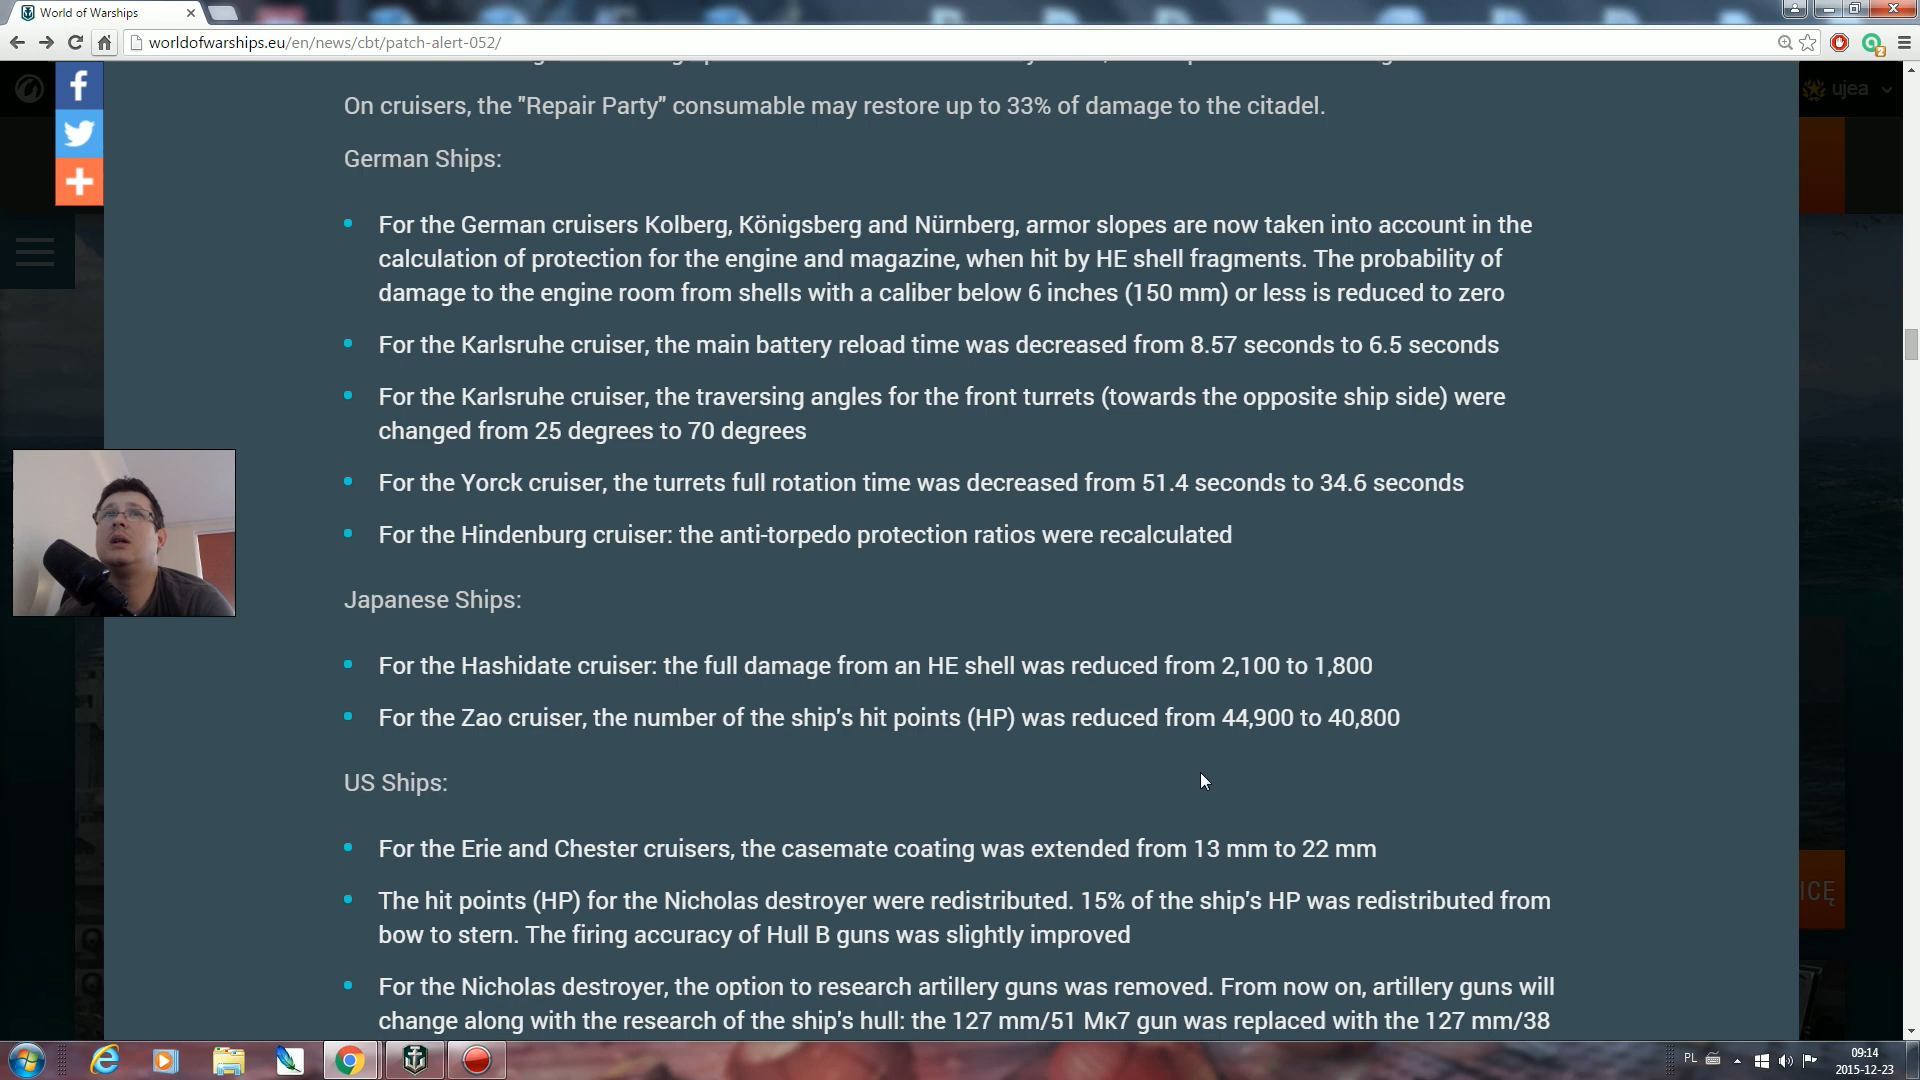 World of Warships
worldofwarships.eu/en/news/cbt/patch-alert-052/
ujea
On cruisers, the "Repair Party" consumable may restore up to 33% of damage to the citadel.
German Ships:
For the German cruisers Kolberg, Königsberg and Nürnberg, armor slopes are now taken into account in the
calculation of protection for the engine and magazine, when hit by HE shell fragments. The probability of
damage to the engine room from shells with a caliber below 6 inches (150 mm) or less is reduced to zero
For the Karlsruhe cruiser, the main battery reload time was decreased from 8.57 seconds to 6.5 seconds
For the Karlsruhe cruiser, the traversing angles for the front turrets (towards the opposite ship side) were
changed from 25 degrees to 70 degrees
For the Yorck cruiser, the turrets full rotation time was decreased from 51.4 seconds to 34.6 seconds
For the Hindenburg cruiser: the anti-torpedo protection ratios were recalculated
Japanese Ships:
For the Hashidate cruiser: the full damage from an HE shell was reduced from 2,100 to 1,800
For the Zao cruiser, the number of the ship's hit points (HP) was reduced from 44,900 to 40,800
US Ships:
For the Erie and Chester cruisers, the casemate coating was extended from 13 mm to 22 mm
The hit points (HP) for the Nicholas destroyer were redistributed. 15% of the ship's HP was redistributed from
bow to stern. The firing accuracy of Hull B guns was slightly improved
ICĘ
For the Nicholas destroyer, the option to research artillery guns was removed. From now on, artillery guns will
change along with the research of the ship's hull: the 127 mm/51 Mк7 gun was replaced with the 127 mm/38
PL
09:14
2015-12-23